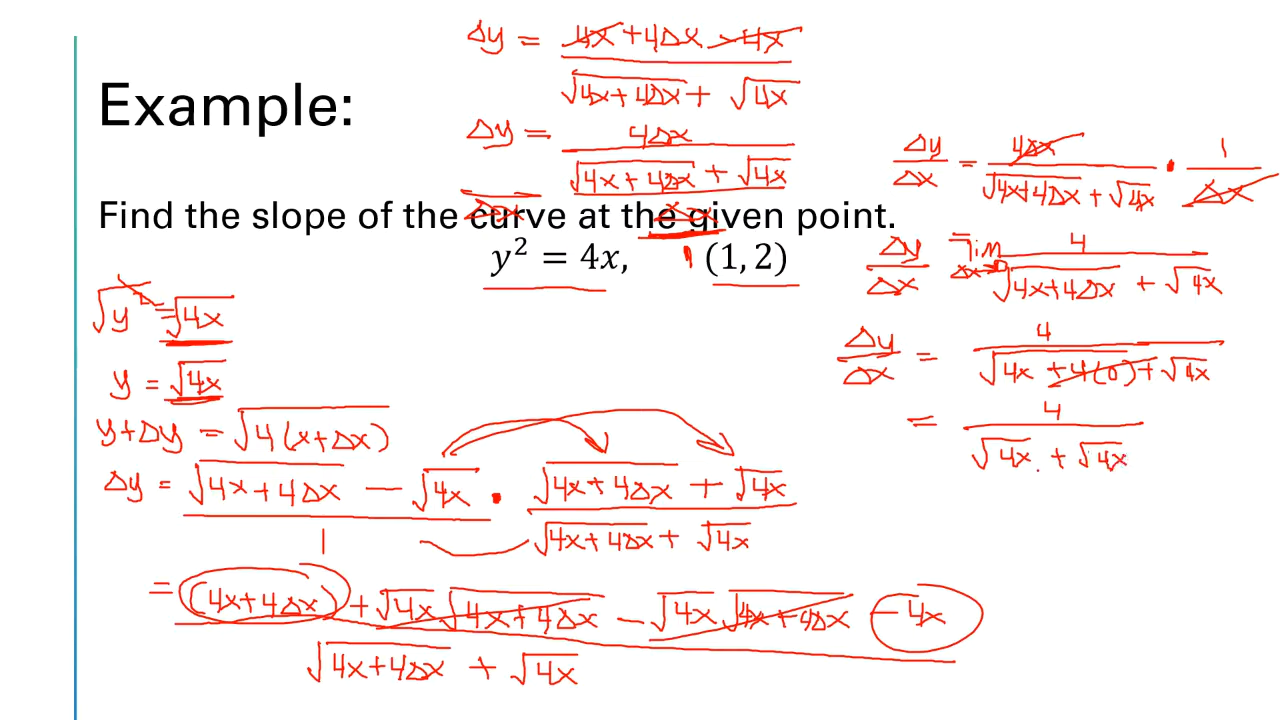 Example:
Find the slope of the curve at the given point.
y² = 4x, (1, 2)
√y² = √4x
y = √4x
y + Δy = √(4(x + Δx))
Δy = (√(4x + 4Δx) − √4x)/1 · (√(4x + 4Δx) + √4x)/(√(4x + 4Δx) + √4x)
= ((4x + 4Δx) + √4x √(4x + 4Δx) − √4x √(4x + 4Δx) − 4x)/(√(4x + 4Δx) + √4x)
Δy = (4x + 4Δx − 4x)/(√(4x + 4Δx) + √4x)
Δy/Δx = (4Δx/(√(4x + 4Δx) + √4x))/Δx
Δy/Δx = 4Δx/(√(4x + 4Δx) + √4x) · 1/Δx
Δy/Δx = lim Δx→0 4/(√(4x + 4Δx) + √4x)
Δy/Δx = 4/(√(4x + 4(0)) + √4x)
= 4/(√4x + √4x)